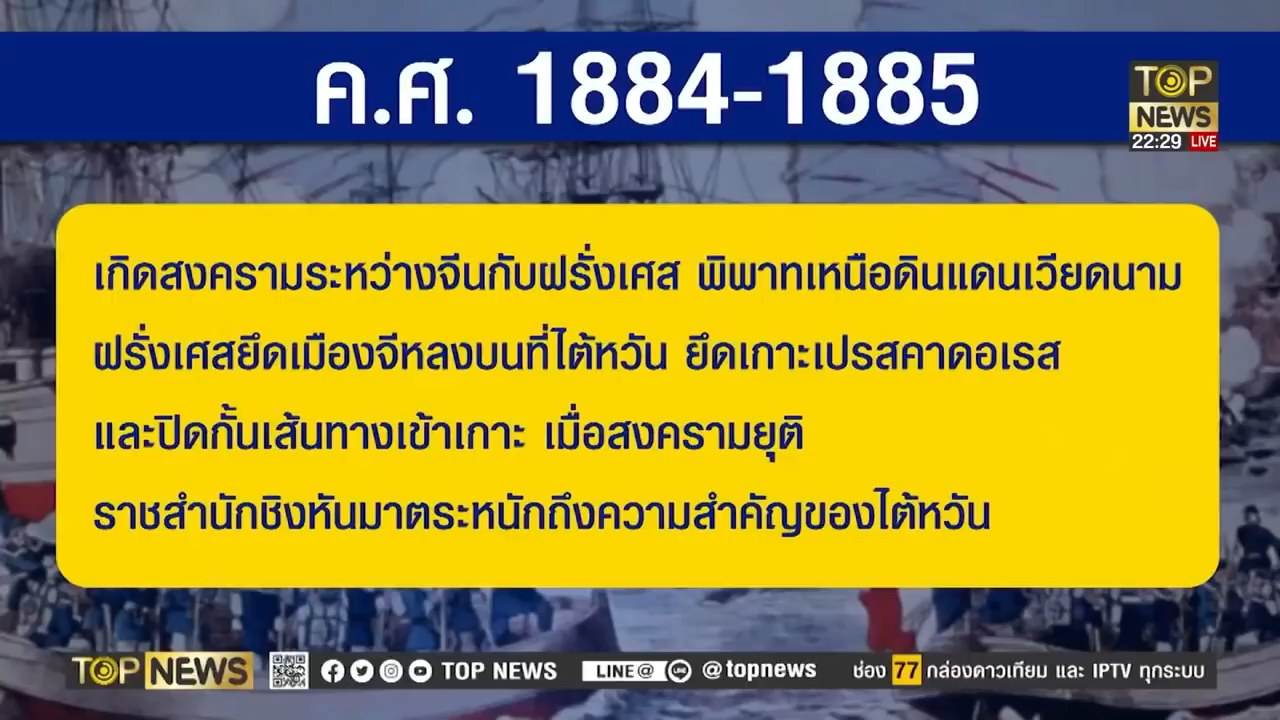 ค.ศ. 1884-1885
TOP
NEWS
22:29 LIVE
เกิดสงครามระหว่างจีนกับฝรั่งเศส พิพาทเหนือดินแดนเวียดนาม
ฝรั่งเศสยึดเมืองจีหลงบนที่ไต้หวัน ยึดเกาะเปรสคาดอเรส
และปิดกั้นเส้นทางเข้าเกาะ เมื่อสงครามยุติ
ราชสำนักชิงหันมาตระหนักถึงความสำคัญของไต้หวัน
TOP NEWS TOP NEWS LINE@ LINE @topnews ช่อง 77 กล่องดาวเทียม และ IPTV ทุกระบบ